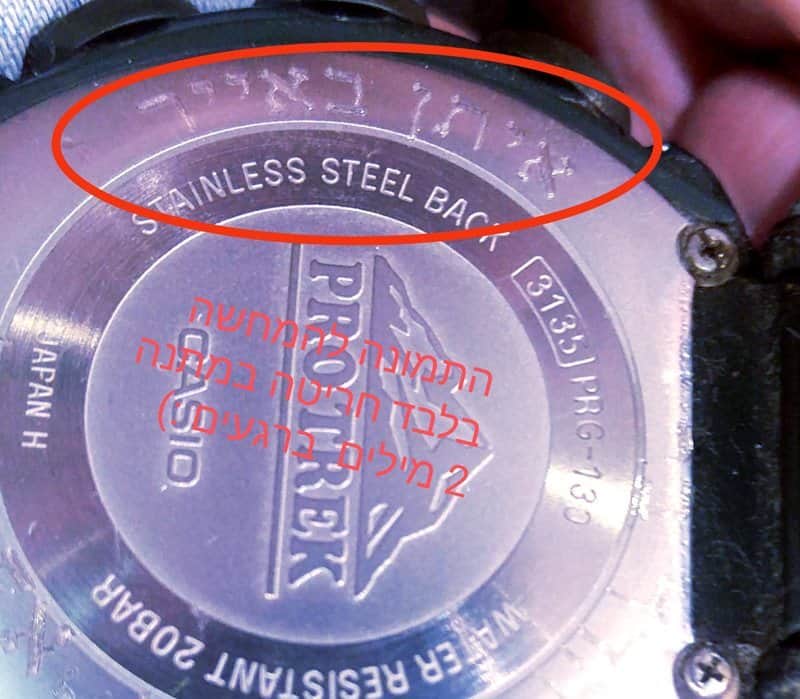 איתן באייר
STAINLESS STEEL BACK
3135 PRG-130
WATER RESISTANT 20BAR
JAPAN H
PROTREK
CASIO
התמונה להמחשה
בלבד חריטה במתנה
2 מילים ברגעים )